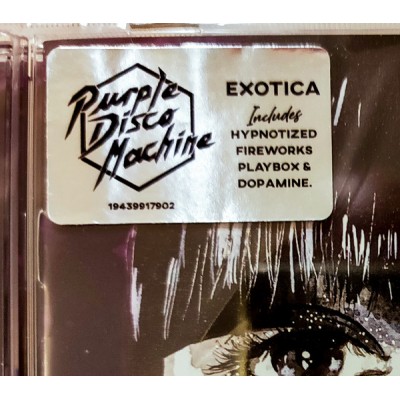 Purple
Disco
Machine
19439917902
EXOTICA
Includes
HYPNOTIZED
FIREWORKS
PLAYBOX &
DOPAMINE.